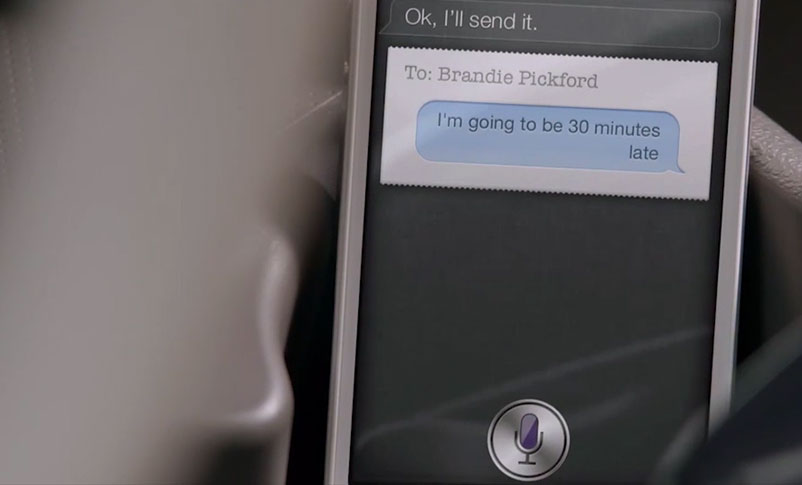 Ok, I'll send it.
To: Brandie Pickford
I'm going to be 30 minutes
late